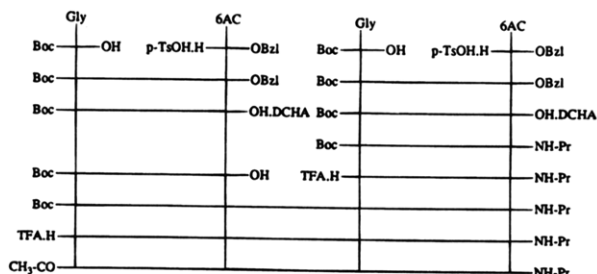 Gly 6AC Gly 6AC
Boc OH p-TsOH.H OBzl Boc OH p-TsOH.H OBzl
Boc OBzl Boc OBzl
Boc OH.DCHA Boc OH.DCHA
Boc NH-Pr
Boc OH TFA.H NH-Pr
Boc NH-Pr
TFA.H NH-Pr
CH₃-CO NH-Pr